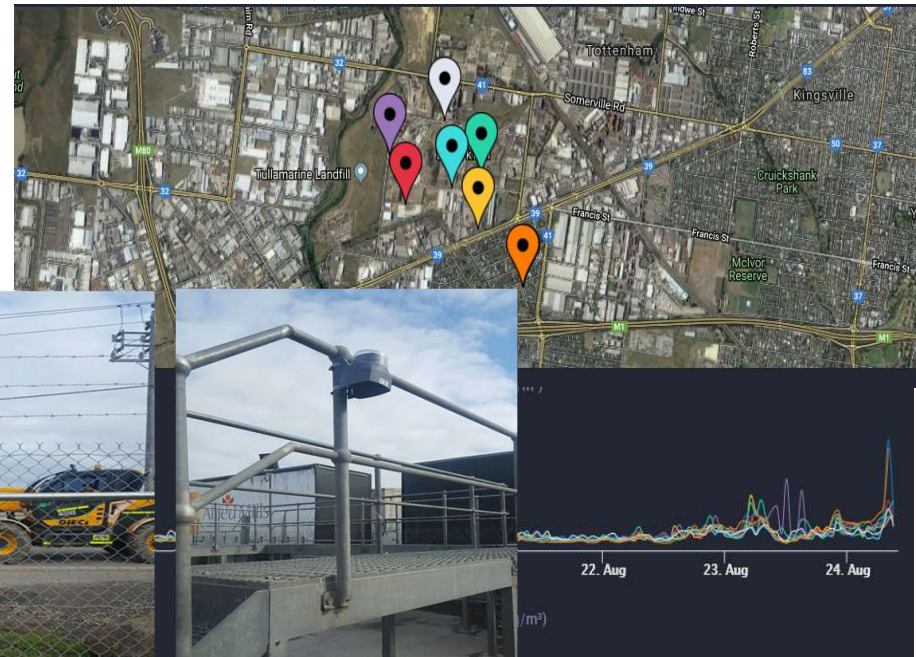 32
41
Tottenham
Roberts St
37
83
Kingsville
Somerville Rd
M80
Tullamarine Landfill
32
32
39
50
37
Cruickshank
Park
39
Francis St
41
39
Francis St
McIvor
Reserve
Francis St
37
M1
M1
DIECI
22. Aug
23. Aug
24. Aug